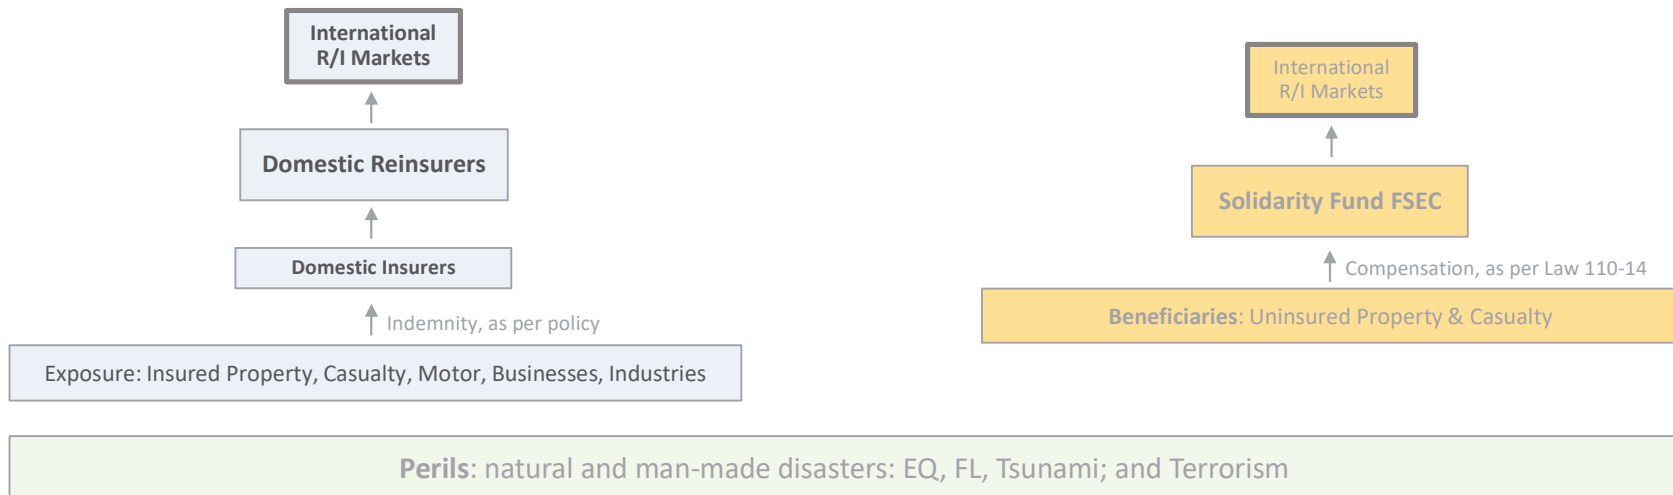 International
R/I Markets
Domestic Reinsurers
Domestic Insurers
Indemnity, as per policy
Exposure: Insured Property, Casualty, Motor, Businesses, Industries
International
R/I Markets
Solidarity Fund FSEC
Compensation, as per Law 110-14
Beneficiaries: Uninsured Property & Casualty
Perils: natural and man-made disasters: EQ, FL, Tsunami; and Terrorism